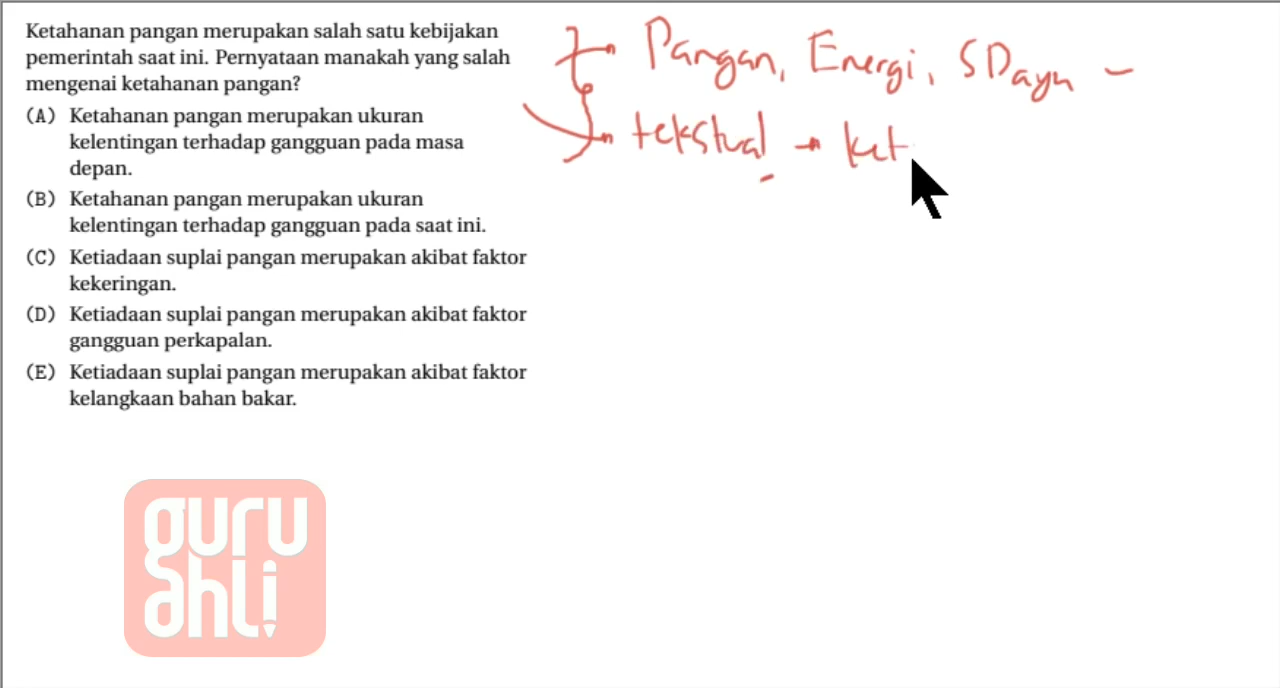 Ketahanan pangan merupakan salah satu kebijakan
pemerintah saat ini. Pernyataan manakah yang salah
mengenai ketahanan pangan?
(A) Ketahanan pangan merupakan ukuran
kelentingan terhadap gangguan pada masa
depan.
(B) Ketahanan pangan merupakan ukuran
kelentingan terhadap gangguan pada saat ini.
(C) Ketiadaan suplai pangan merupakan akibat faktor
kekeringan.
(D) Ketiadaan suplai pangan merupakan akibat faktor
gangguan perkapalan.
(E) Ketiadaan suplai pangan merupakan akibat faktor
kelangkaan bahan bakar.
Pangan, Energi, SDayn -
tekstual → ket
guru
ahli